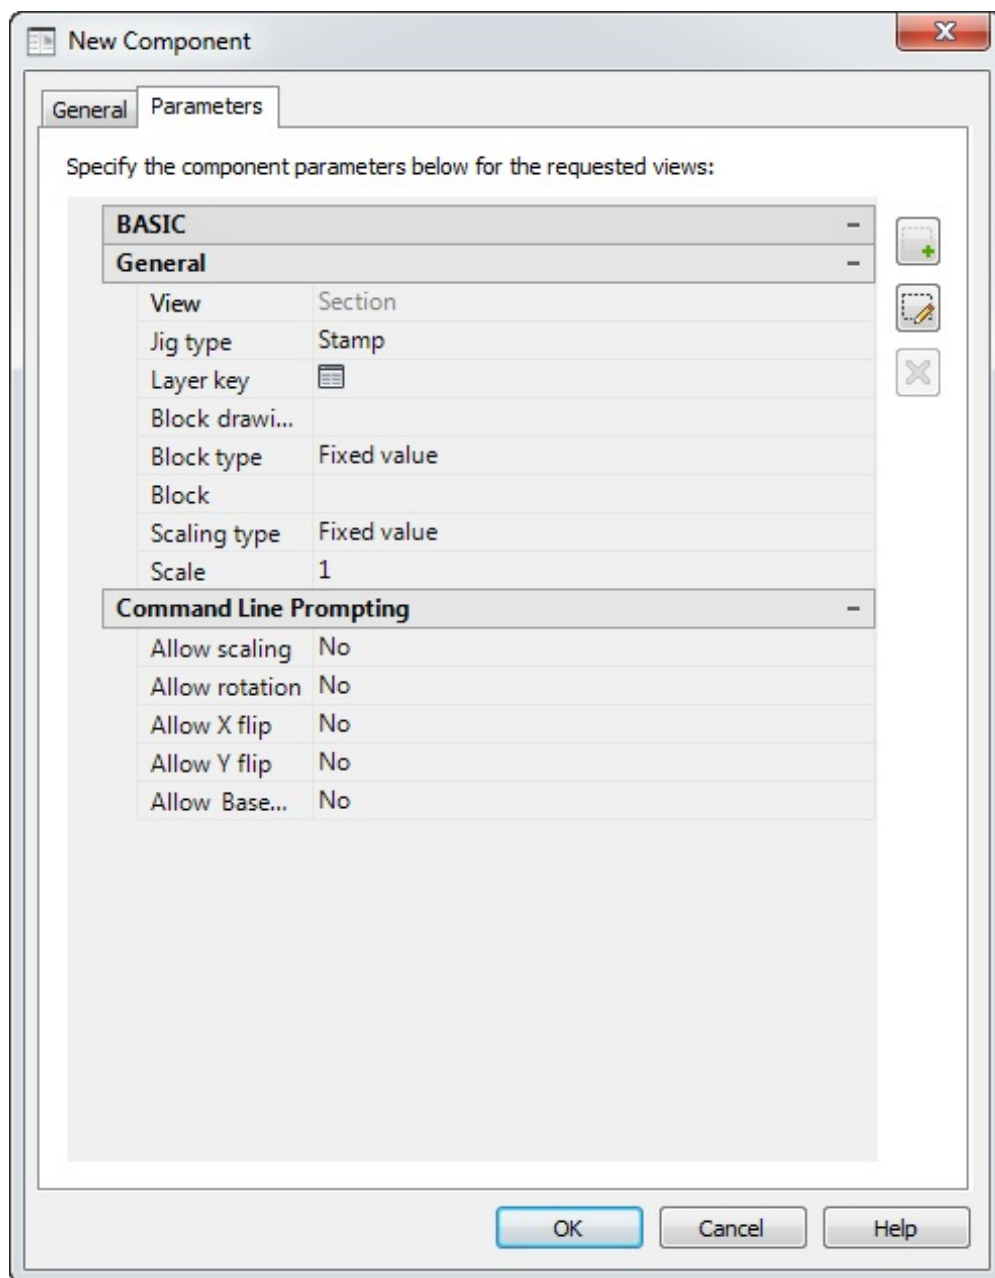 New Component
General Parameters
Specify the component parameters below for the requested views:
BASIC
General
View Section
Jig type Stamp
Layer key
Block drawi...
Block type Fixed value
Block
Scaling type Fixed value
Scale 1
Command Line Prompting
Allow scaling No
Allow rotation No
Allow X flip No
Allow Y flip No
Allow Base... No
OK Cancel Help